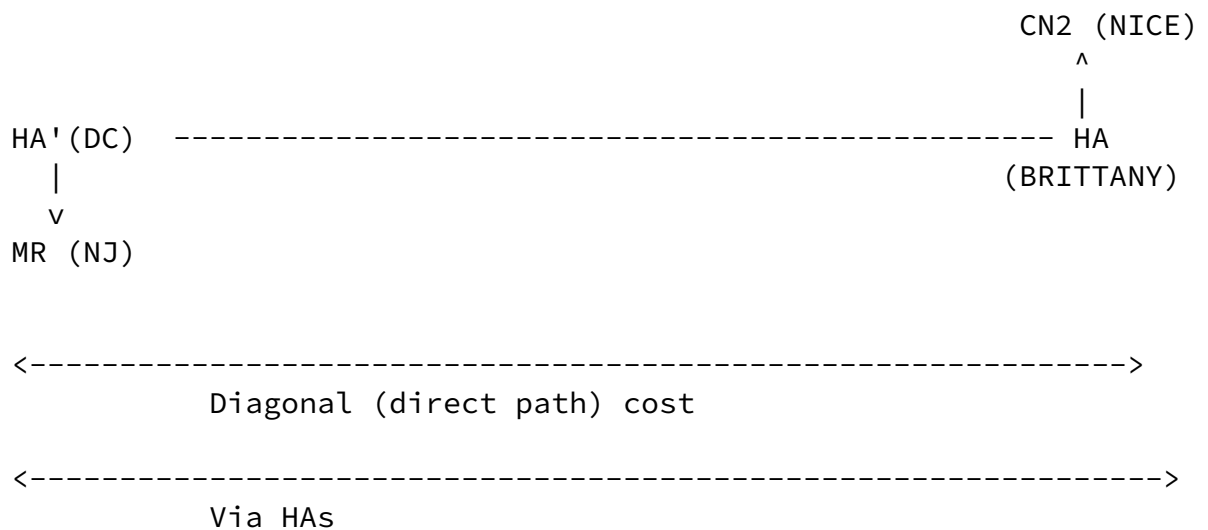 CN2 (NICE)
^
|
HA'(DC) ------------------------------------------------- HA
| (BRITTANY)
v
MR (NJ)
<------------------------------------------------------------->
Diagonal (direct path) cost
<--------------------------------------------------------------->
Via HAs